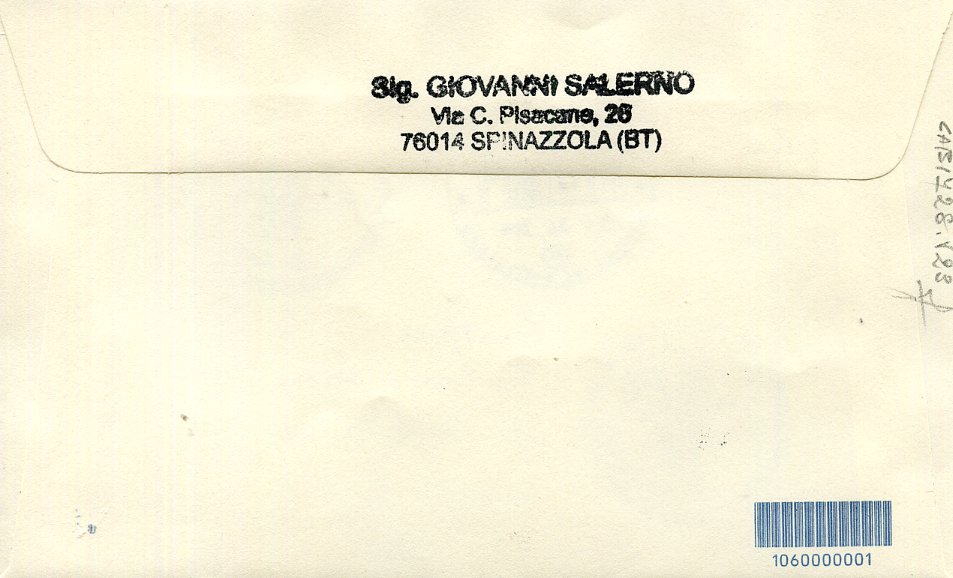 Sig. GIOVANNI SALERNO
Via C. Pisacane, 26
76014 SPINAZZOLA (BT)
1060000001